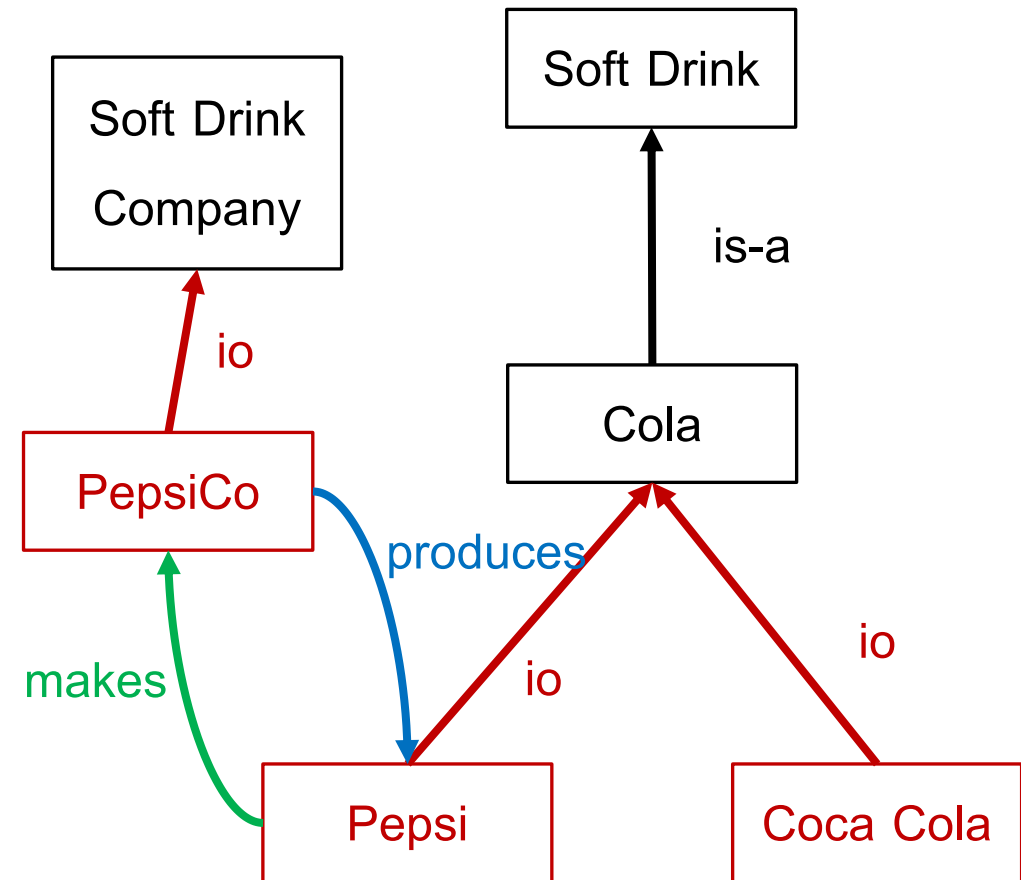 Soft Drink
Company
Soft Drink
is-a
io
Cola
PepsiCo
produces
makes
io
io
Pepsi
Coca Cola